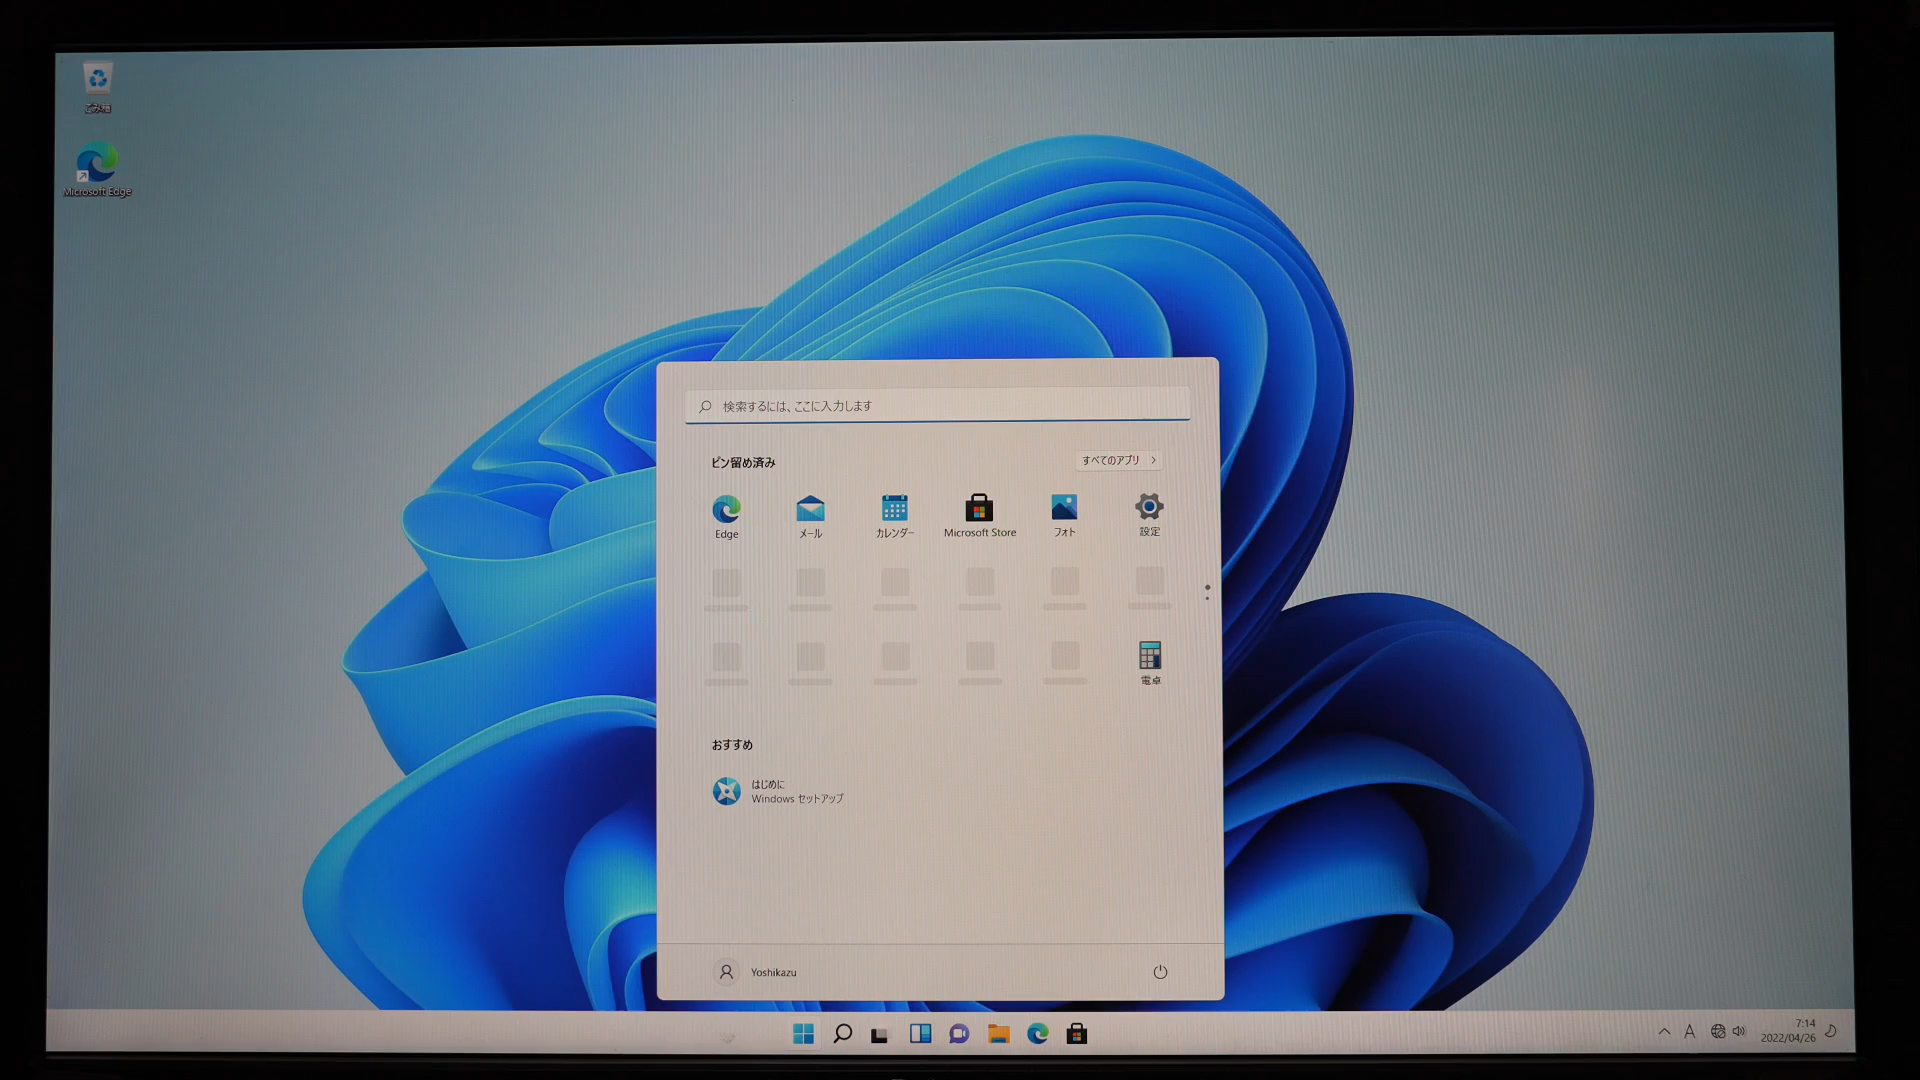 ごみ箱
Microsoft Edge
検索するには、ここに入力します
ピン留め済み
すべてのアプリ
Edge
メール
カレンダー
Microsoft Store
フォト
設定
電卓
おすすめ
はじめに
Windows セットアップ
Yoshikazu
A
7:14
2022/04/26